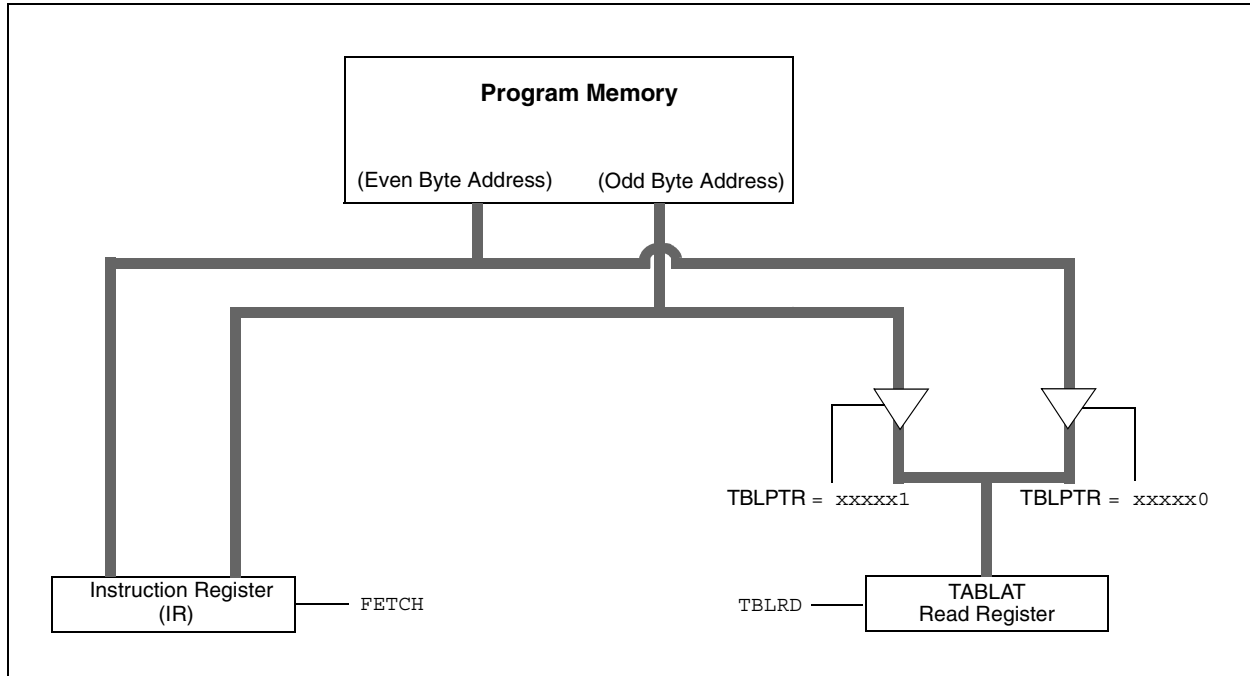 Program Memory
(Even Byte Address)
(Odd Byte Address)
TBLPTR = xxxxx1
TBLPTR = xxxxx0
Instruction Register
(IR)
FETCH
TBLRD
TABLAT
Read Register